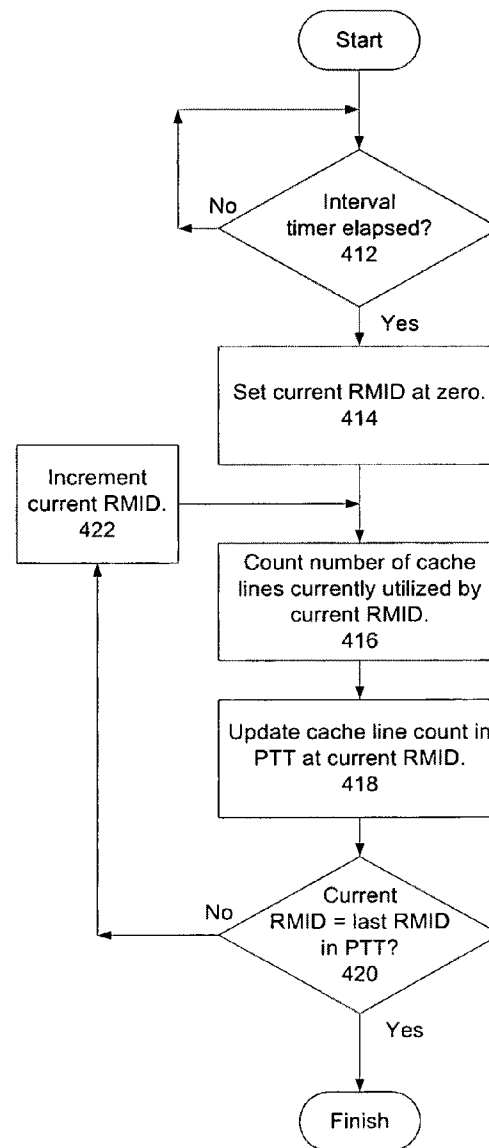 Start
No
Interval
timer elapsed?
412
Yes
Set current RMID at zero.
414
Increment
current RMID.
422
Count number of cache
lines currently utilized by
current RMID.
416
Update cache line count in
PTT at current RMID.
418
No
Current
RMID = last RMID
in PTT?
420
Yes
Finish